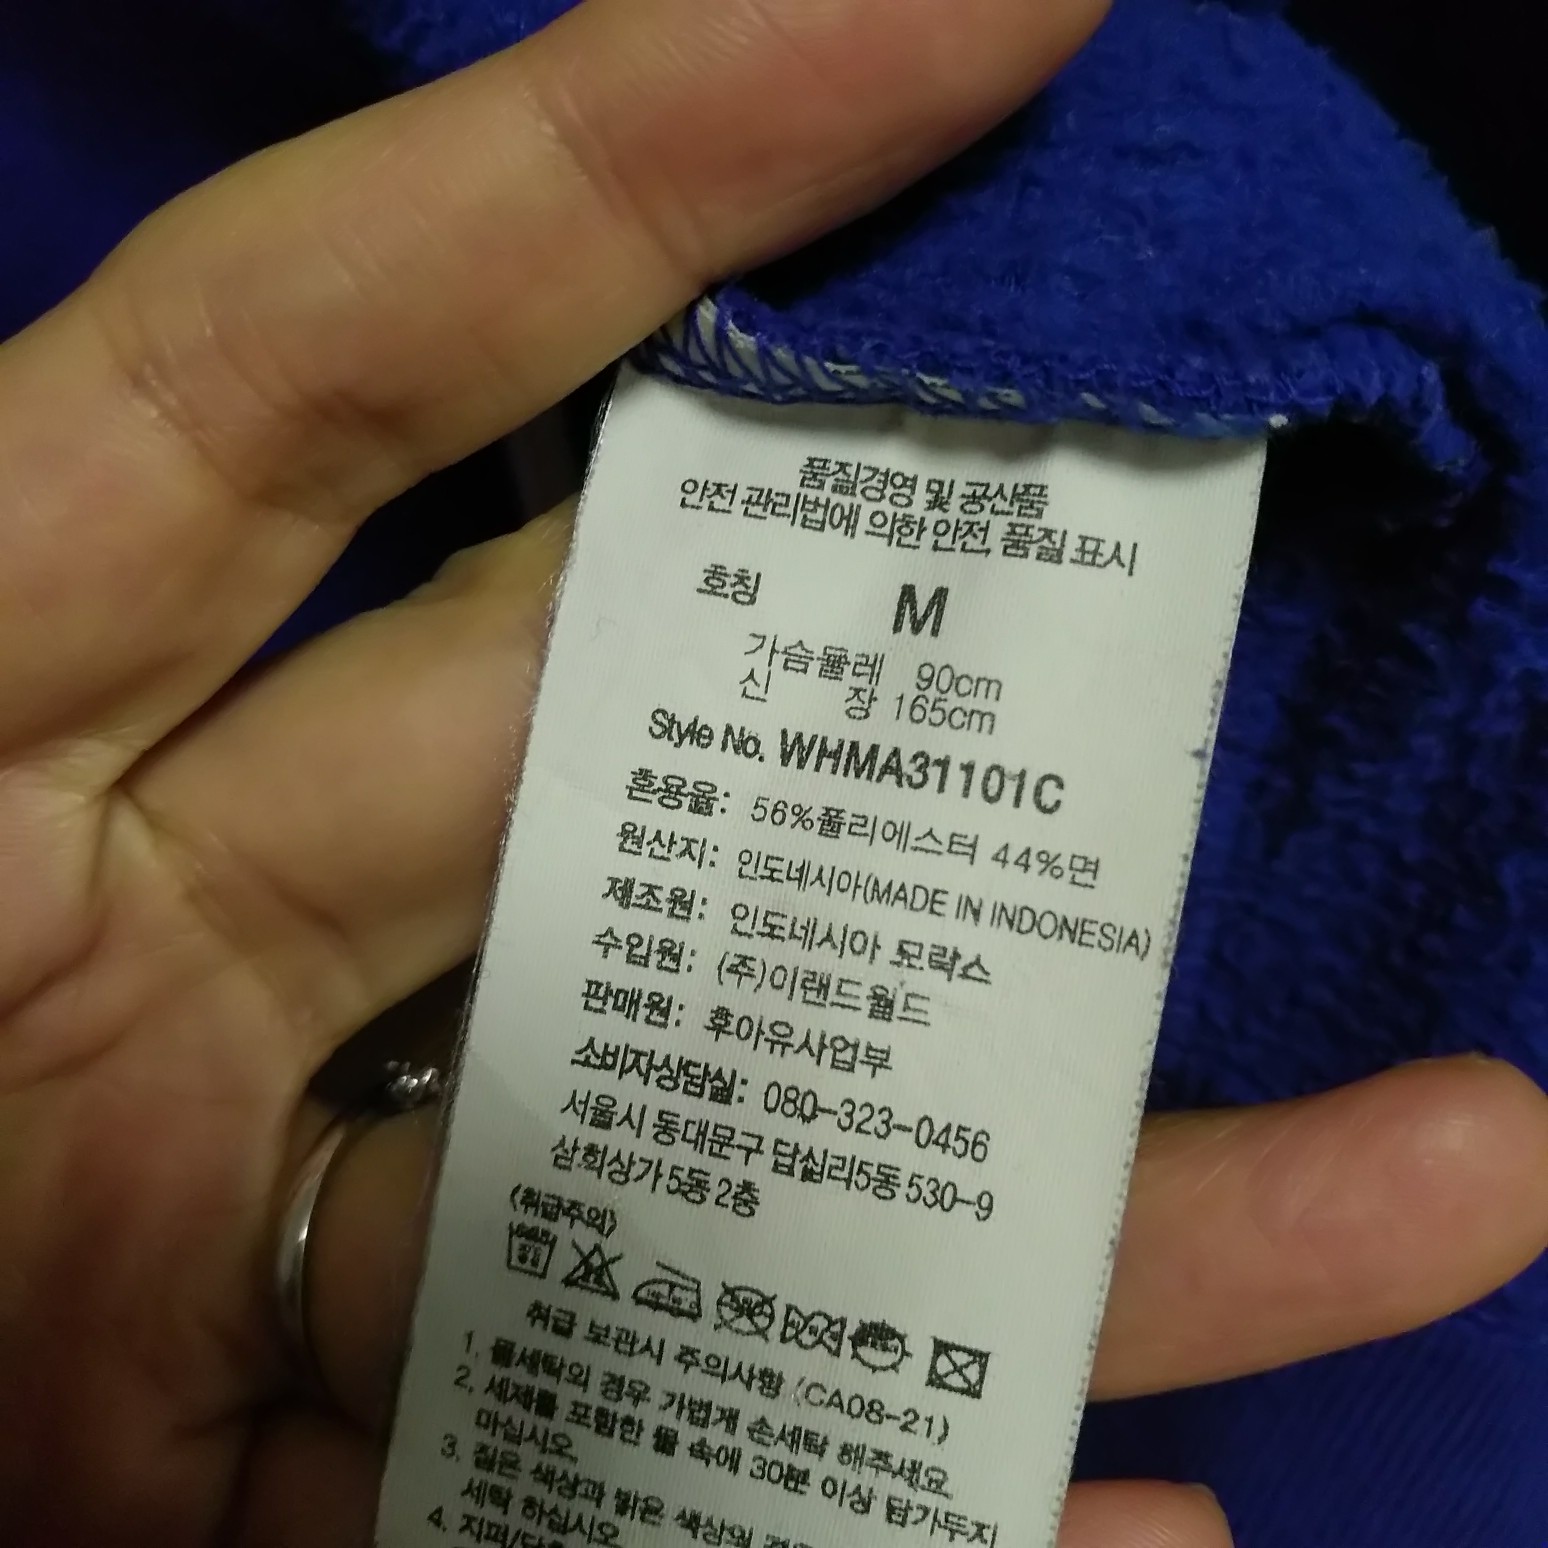 품질경영 및 공산품
안전 관리법에 의한 안전 품질 표시
호칭 M
가슴둘레 90cm
신 장 165cm
Style No. WHMA31101C
혼용율: 56%폴리에스터 44%면
원산지: 인도네시아(MADE IN INDONESIA)
제조원: 인도네시아 모락스
수입원: (주)이랜드월드
판매원: 후아유사업부
소비자상담실: 080-323-0456
서울시 동대문구 답십리5동 530-9
삼희상가 5동 2층
(취급주의)
취급 보관시 주의사항 (CA08-21)
1. 물세탁의 경우 가볍게 손세탁 해주세요
2. 세제를 포함한 물 속에 30분 이상 담가두지
마십시오
3. 짙은 색상과 밝은 색상의
세탁 하십시오
4. 지퍼/